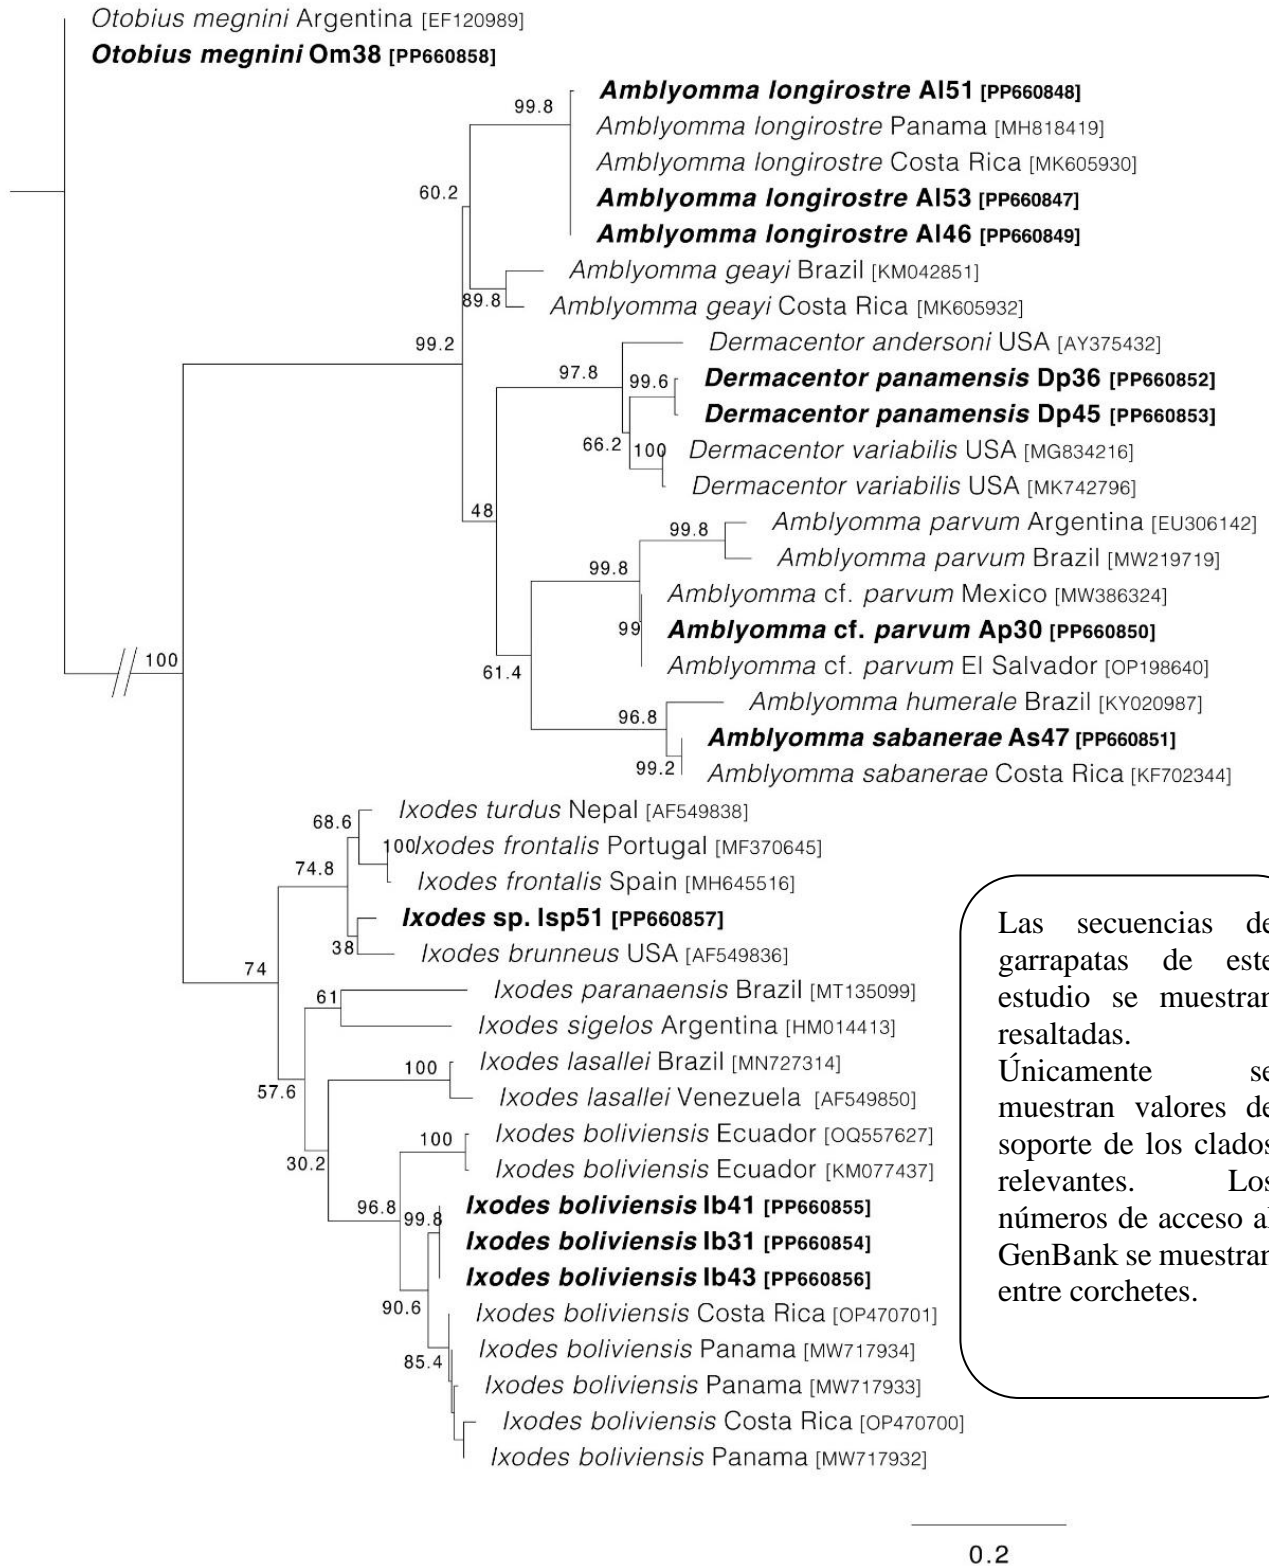 Otobius megnini Argentina [EF120989]
Otobius megnini Om38 [PP660858]
Amblyomma longirostre Al51 [PP660848]
99.8
Amblyomma longirostre Panama [MH818419]
Amblyomma longirostre Costa Rica [MK605930]
60.2
Amblyomma longirostre Al53 [PP660847]
Amblyomma longirostre Al46 [PP660849]
Amblyomma geayi Brazil [KM042851]
89.8
Amblyomma geayi Costa Rica [MK605932]
99.2
Dermacentor andersoni USA [AY375432]
97.8
99.6
Dermacentor panamensis Dp36 [PP660852]
Dermacentor panamensis Dp45 [PP660853]
66.2
100
Dermacentor variabilis USA [MG834216]
Dermacentor variabilis USA [MK742796]
48
Amblyomma parvum Argentina [EU306142]
99.8
Amblyomma parvum Brazil [MW219719]
99.8
Amblyomma cf. parvum Mexico [MW386324]
99
Amblyomma cf. parvum Ap30 [PP660850]
100
61.4
Amblyomma cf. parvum El Salvador [OP198640]
Amblyomma humerale Brazil [KY020987]
96.8
Amblyomma sabanerae As47 [PP660851]
99.2
Amblyomma sabanerae Costa Rica [KF702344]
Ixodes turdus Nepal [AF549838]
68.6
100
Ixodes frontalis Portugal [MF370645]
74.8
Ixodes frontalis Spain [MH645516]
Ixodes sp. Isp51 [PP660857]
38
Ixodes brunneus USA [AF549836]
74
61
Ixodes paranaensis Brazil [MT135099]
Ixodes sigelos Argentina [HM014413]
100
Ixodes lasallei Brazil [MN727314]
57.6
Ixodes lasallei Venezuela [AF549850]
100
Ixodes boliviensis Ecuador [OQ557627]
30.2
Ixodes boliviensis Ecuador [KM077437]
96.8
99.8
Ixodes boliviensis Ib41 [PP660855]
Ixodes boliviensis Ib31 [PP660854]
Ixodes boliviensis Ib43 [PP660856]
90.6
Ixodes boliviensis Costa Rica [OP470701]
85.4
Ixodes boliviensis Panama [MW717934]
Ixodes boliviensis Panama [MW717933]
Ixodes boliviensis Costa Rica [OP470700]
Ixodes boliviensis Panama [MW717932]
Las secuencias de
garrapatas de este
estudio se muestran
resaltadas.
Únicamente se
muestran valores de
soporte de los clados
relevantes. Los
números de acceso al
GenBank se muestran
entre corchetes.
0.2